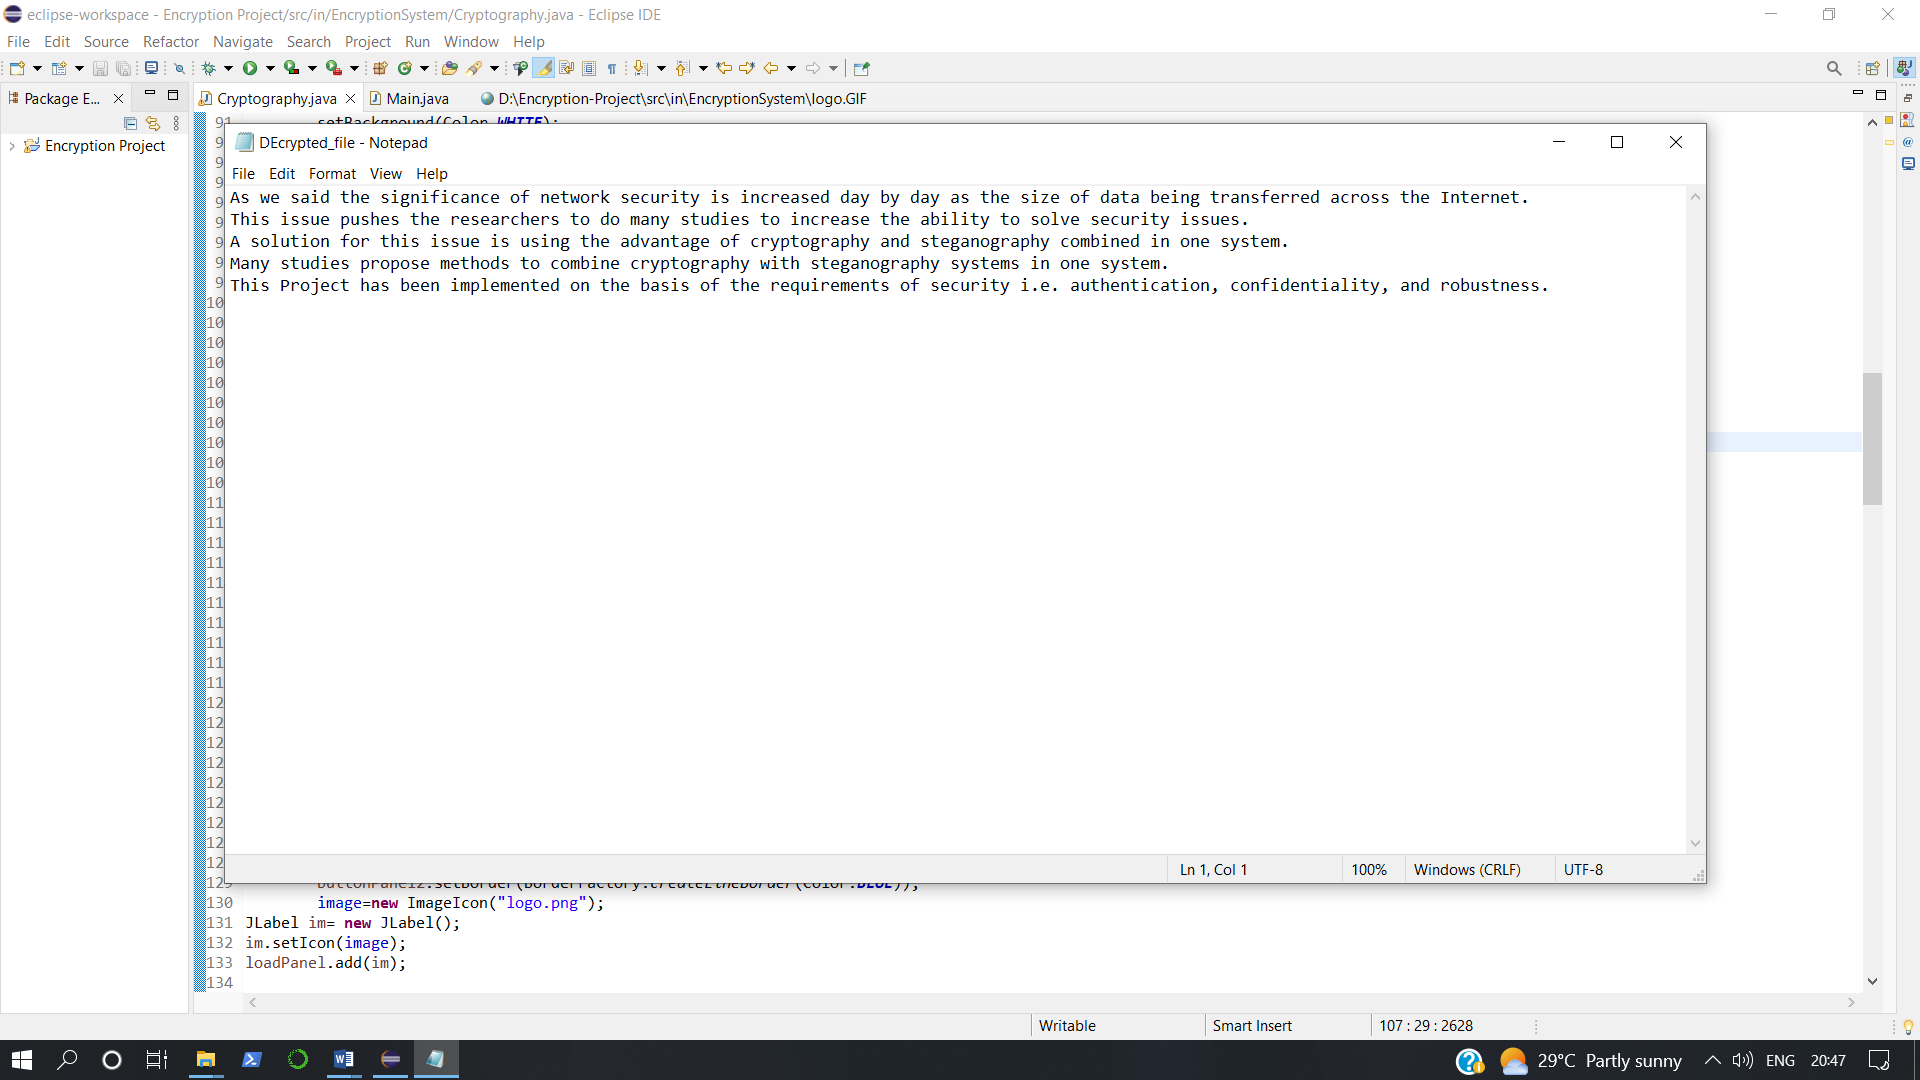 eclipse-workspace - Encryption Project/src/in/EncryptionSystem/Cryptography.java - Eclipse IDE
File Edit Source Refactor Navigate Search Project Run Window Help
Package E... Cryptography.java Main.java D:\Encryption-Project\src\in\EncryptionSystem\logo.GIF
Encryption Project
DEcrypted_file - Notepad
File Edit Format View Help
As we said the significance of network security is increased day by day as the size of data being transferred across the Internet.
This issue pushes the researchers to do many studies to increase the ability to solve security issues.
A solution for this issue is using the advantage of cryptography and steganography combined in one system.
Many studies propose methods to combine cryptography with steganography systems in one system.
This Project has been implemented on the basis of the requirements of security i.e. authentication, confidentiality, and robustness.
Ln 1, Col 1 100% Windows (CRLF) UTF-8
130 image=new ImageIcon("logo.png");
131 JLabel im= new JLabel();
132 im.setIcon(image);
133 loadPanel.add(im);
134
Writable Smart Insert 107 : 29 : 2628
29°C Partly sunny ENG 20:47